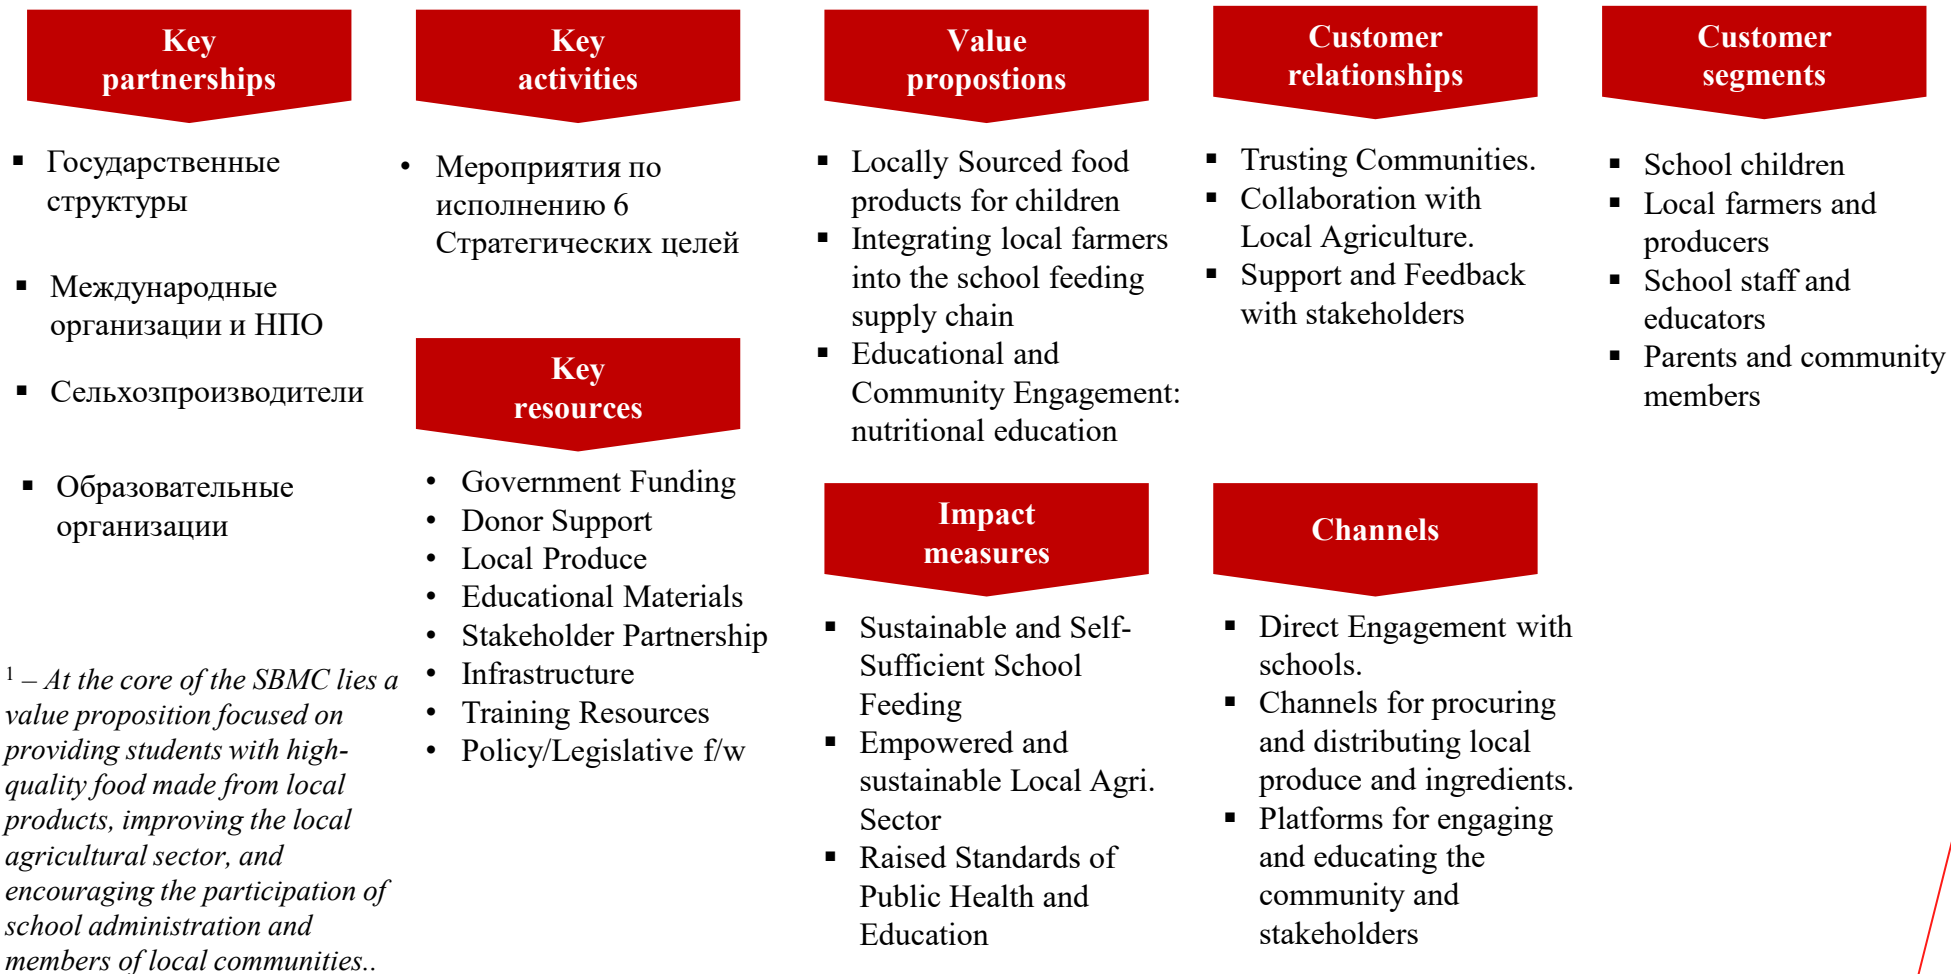 Key
partnerships
▪ Государственные
структуры
▪ Международные
организации и НПО
▪ Сельхозпроизводители
▪ Образовательные
организации
¹ – At the core of the SBMC lies a
value proposition focused on
providing students with high-
quality food made from local
products, improving the local
agricultural sector, and
encouraging the participation of
school administration and
members of local communities..
Key
activities
• Мероприятия по
исполнению 6
Стратегических целей
Key
resources
• Government Funding
• Donor Support
• Local Produce
• Educational Materials
• Stakeholder Partnership
• Infrastructure
• Training Resources
• Policy/Legislative f/w
Value
propostions
▪ Locally Sourced food
products for children
▪ Integrating local farmers
into the school feeding
supply chain
▪ Educational and
Community Engagement:
nutritional education
Impact
measures
▪ Sustainable and Self-
Sufficient School
Feeding
▪ Empowered and
sustainable Local Agri.
Sector
▪ Raised Standards of
Public Health and
Education
Customer
relationships
▪ Trusting Communities.
▪ Collaboration with
Local Agriculture.
▪ Support and Feedback
with stakeholders
Channels
▪ Direct Engagement with
schools.
▪ Channels for procuring
and distributing local
produce and ingredients.
▪ Platforms for engaging
and educating the
community and
stakeholders
Customer
segments
▪ School children
▪ Local farmers and
producers
▪ School staff and
educators
▪ Parents and community
members